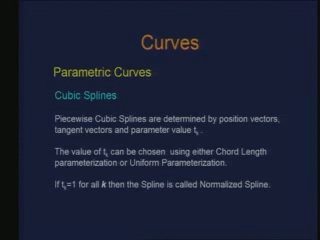 Curves
Parametric Curves
Cubic Splines
Piecewise Cubic Splines are determined by position vectors,
tangent vectors and parameter value tk .
The value of tk can be chosen using either Chord Length
parameterization or Uniform Parameterization.
If tk=1 for all k then the Spline is called Normalized Spline.